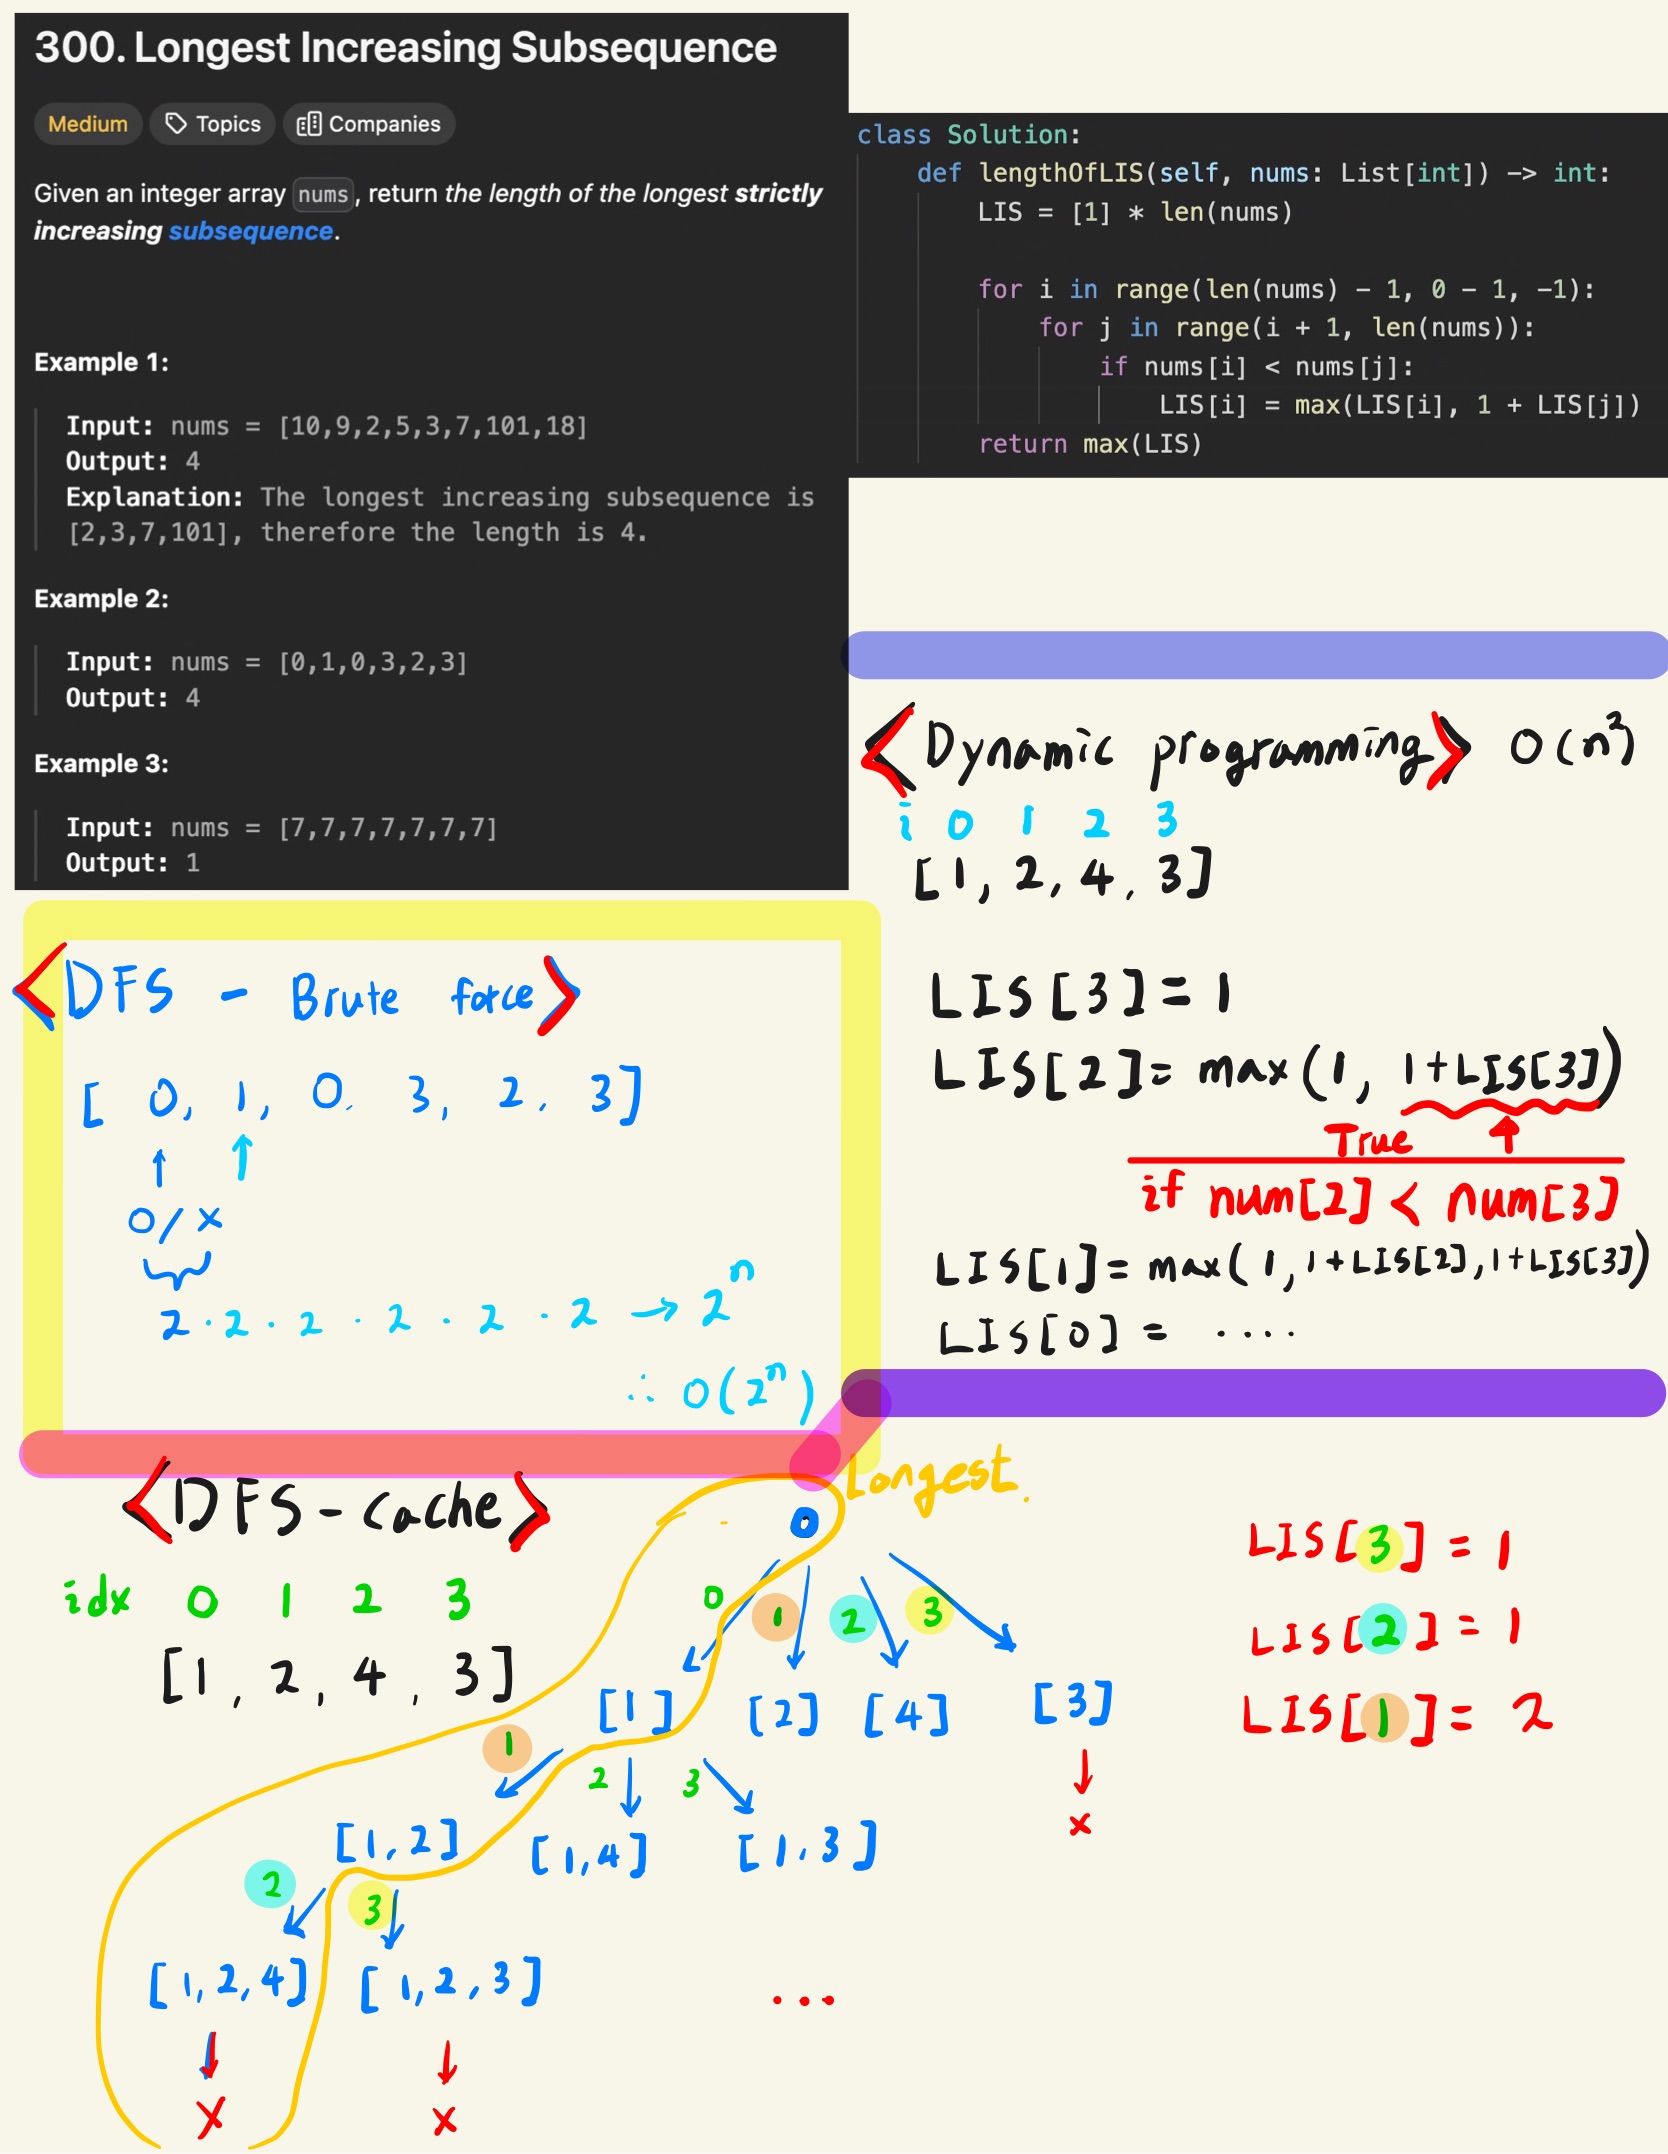 300. Longest Increasing Subsequence
Medium Topics Companies
Given an integer array nums, return the length of the longest strictly
increasing subsequence.
Example 1:
Input: nums = [10,9,2,5,3,7,101,18]
Output: 4
Explanation: The longest increasing subsequence is
[2,3,7,101], therefore the length is 4.
Example 2:
Input: nums = [0,1,0,3,2,3]
Output: 4
Example 3:
Input: nums = [7,7,7,7,7,7,7]
Output: 1
class Solution:
def lengthOfLIS(self, nums: List[int]) -> int:
LIS = [1] * len(nums)
for i in range(len(nums) - 1, 0 - 1, -1):
for j in range(i + 1, len(nums)):
if nums[i] < nums[j]:
LIS[i] = max(LIS[i], 1 + LIS[j])
return max(LIS)
<DFS - Brute force>
[ 0, 1, 0. 3, 2. 3]
↑ ↑
0/x
2 · 2 · 2 · 2 · 2 · 2 → 2ⁿ
∴ O(2ⁿ)
<Dynamic programming> O(n²)
i 0 1 2 3
[1, 2, 4, 3]
LIS[3] = 1
LIS[2] = max(1, 1+LIS[3])
True ↑
if num[2] < num[3]
LIS[1] = max(1, 1+LIS[2], 1+LIS[3])
LIS[0] = ....
<DFS-cache>
idx 0 1 2 3
[1, 2, 4, 3]
Longest.
0
0 1 2 3
[1] [2] [4] [3]
x
1 2 3
[1,2] [1,4] [1,3]
2 3
[1,2,4] [1,2,3] ...
x x
LIS[3] = 1
LIS[2] = 1
LIS[1] = 2